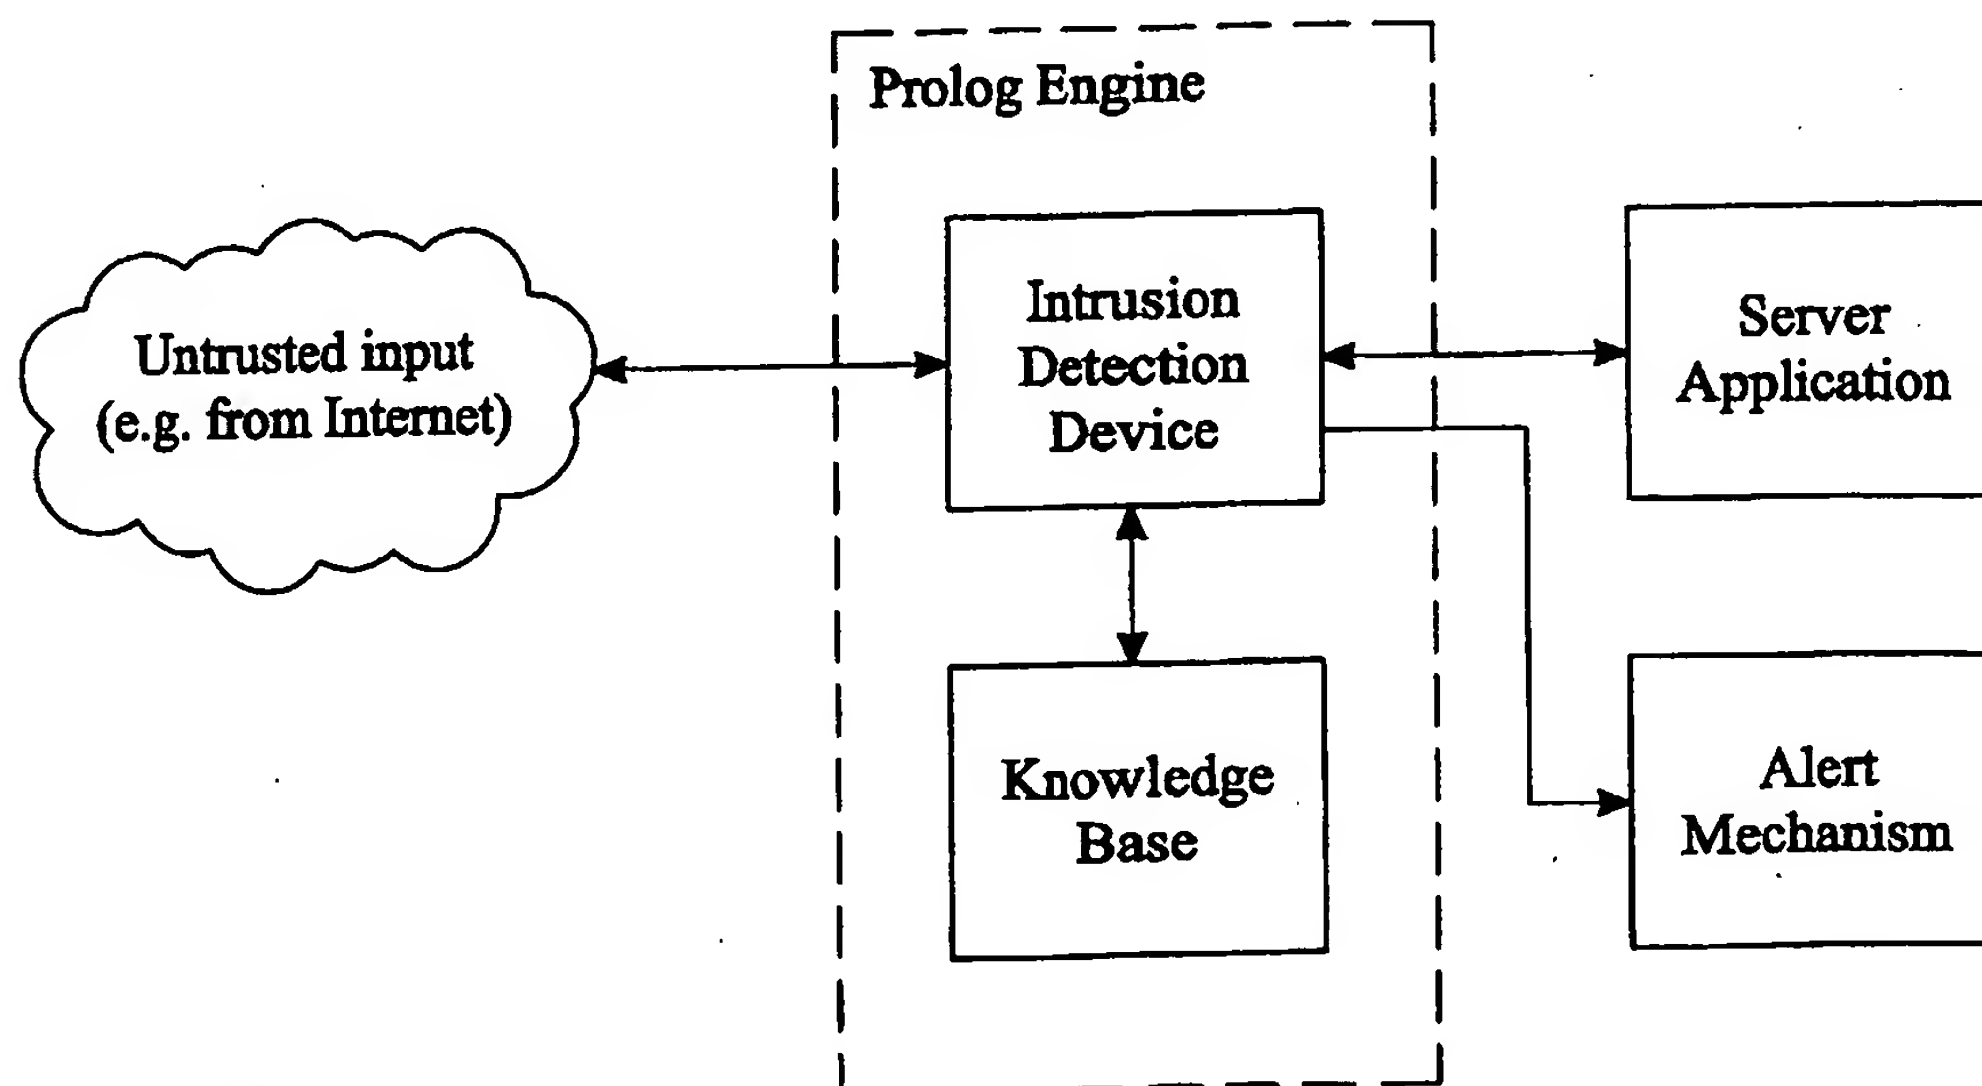 Prolog Engine
Untrusted input
(e.g. from Internet)
Intrusion
Detection
Device
Server
Application
Knowledge
Base
Alert
Mechanism